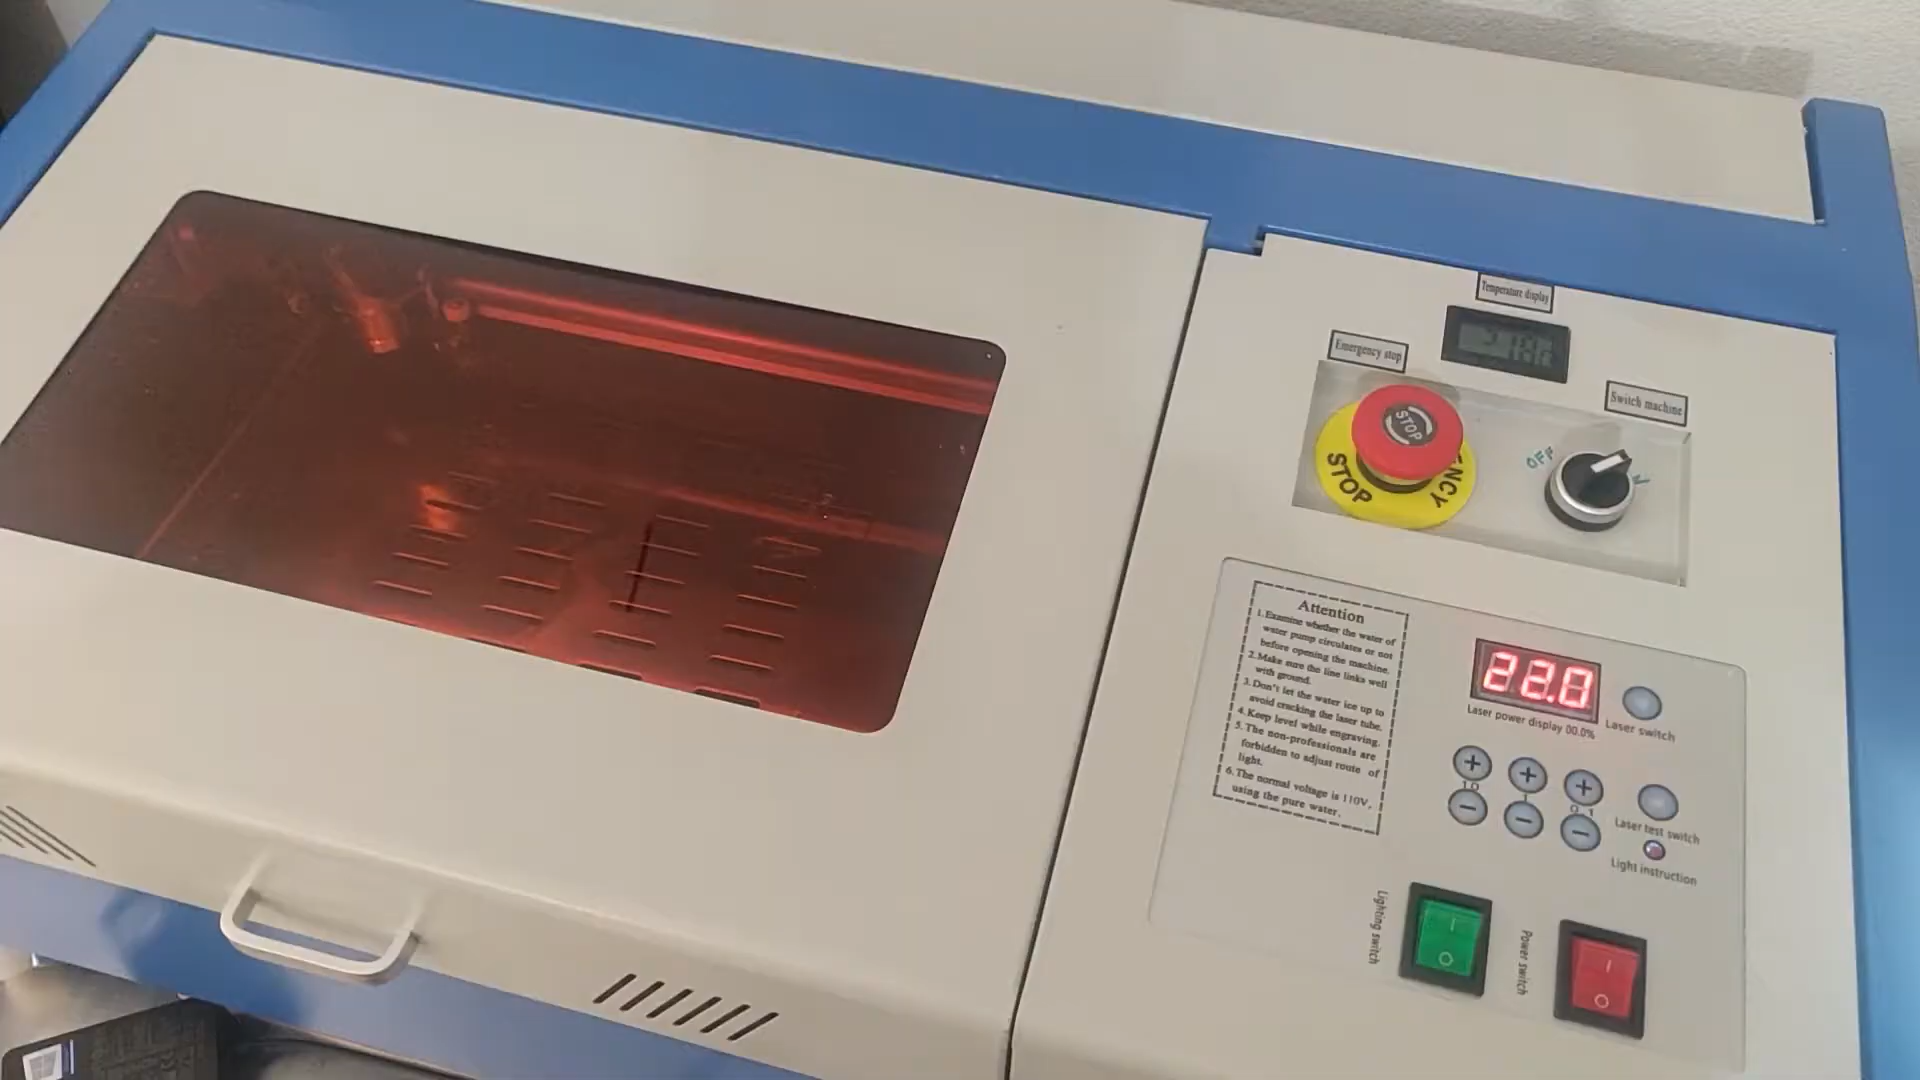 Temperature display
Emergency stop
Switch machine
STOP
STOP
OFF
Attention
1. Examine whether the water of
water pump circulates or not
before opening the machine.
2. Make sure the line links well
with ground.
3. Don't let the water ice up to
avoid cracking the laser tube.
4. Keep level while engraving.
5. The non-professionals are
forbidden to adjust route of
light.
6. The normal voltage is 110V,
using the pure water.
22.0
Laser power display 00.0%
Laser switch
+ + +
10 1 0.1
− − −
Laser test switch
Light instruction
Lighting switch
Power switch
I
O
I
O